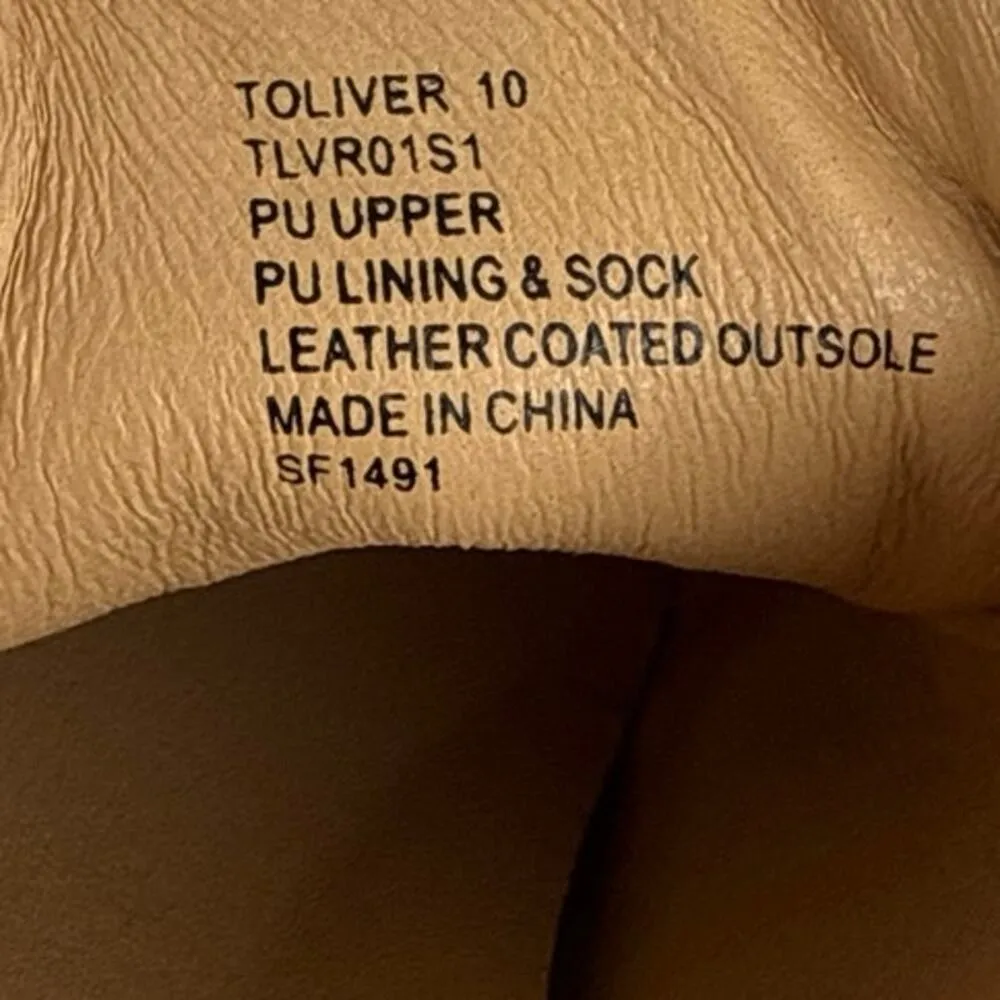 TOLIVER 10
TLVR01S1
PU UPPER
PU LINING & SOCK
LEATHER COATED OUTSOLE
MADE IN CHINA
SF1491